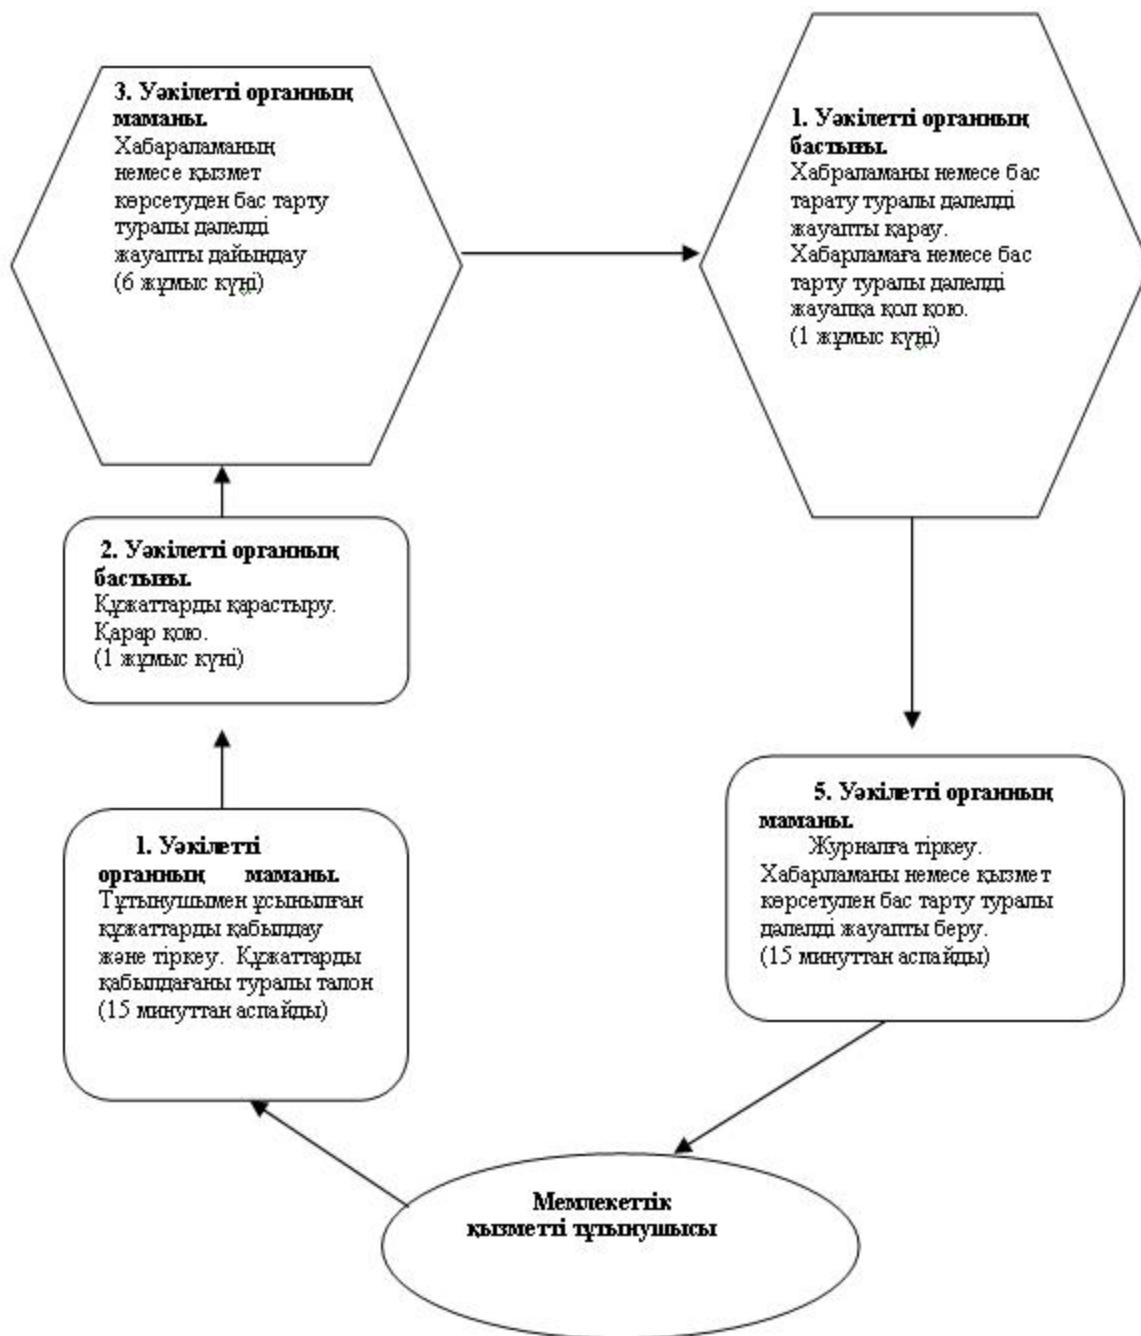 3. Уәкілетті органның
маманы.
Хабараламаның
немесе қызмет
көрсетуден бас тарту
туралы дәлелді
жауапты дайындау
(6 жұмыс күңі)
1. Уәкілетті органның
бастығы.
Хабраламаны немесе бас
тарату туралы дәлелді
жауапты қарау.
Хабарламаға немесе бас
тарту туралы дәлелді
жауапқа қол қою.
(1 жұмыс күңі)
2. Уәкілетті органның
бастығы.
Құжаттарды қарастыру.
Қарар қою.
(1 жұмыс күні)
1. Уәкілетті
органның маманы.
Тұтынушымен ұсынылған
құжаттарды қабылдау
және тіркеу. Құжаттарды
қабылдағаны туралы талон
(15 минуттан аспайды)
5. Уәкілетті органның
маманы.
Журналға тіркеу.
Хабарламаны немесе қызмет
көрсетулен бас тарту туралы
дәлелді жауапты беру.
(15 минуттан аспайды)
Мемлекеттік
қызметті тұтынушысы